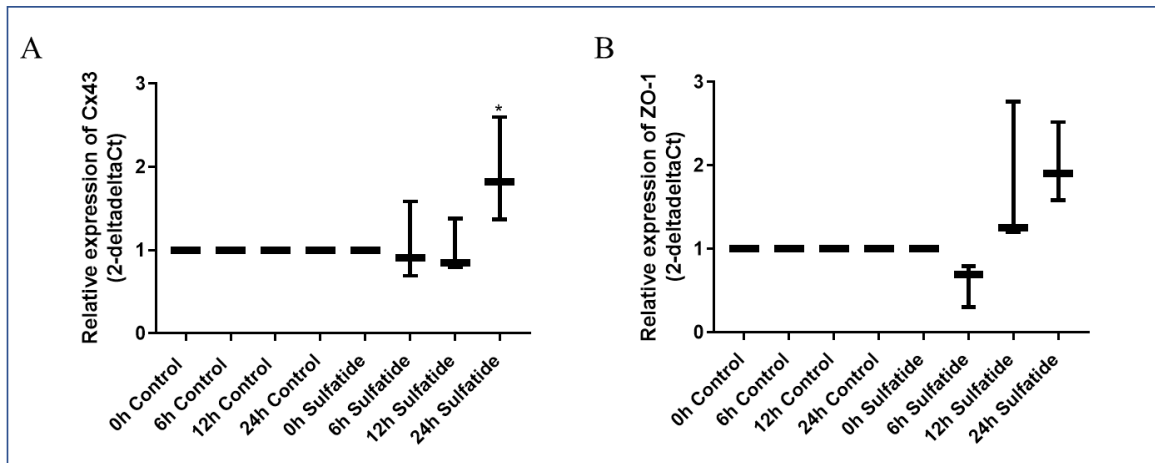 A
Relative expression of Cx43
(2-deltadeltaCt)
3
2
1
0
*
0h Control
6h Control
12h Control
24h Control
0h Sulfatide
6h Sulfatide
12h Sulfatide
24h Sulfatide
B
Relative expression of ZO-1
(2-deltadeltaCt)
3
2
1
0
0h Control
6h Control
12h Control
24h Control
0h Sulfatide
6h Sulfatide
12h Sulfatide
24h Sulfatide